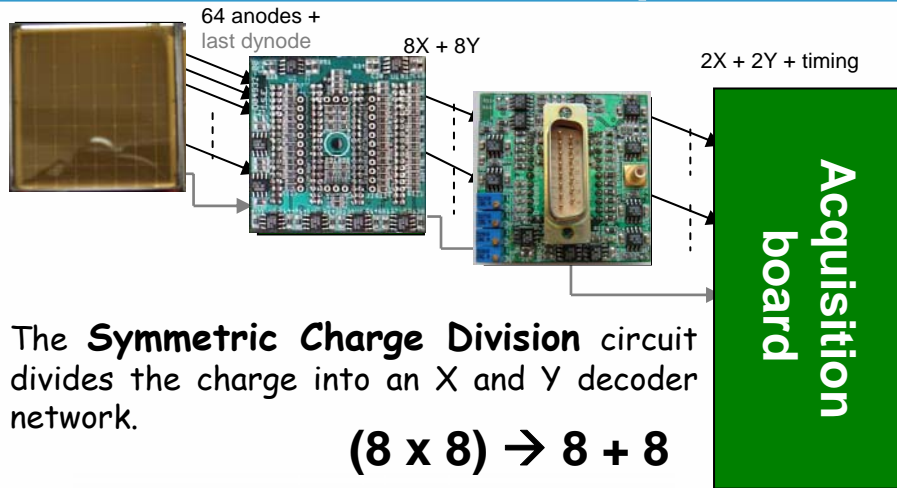 64 anodes +
last dynode
8X + 8Y
2X + 2Y + timing
Acquisition
board
The Symmetric Charge Division circuit
divides the charge into an X and Y decoder
network.
(8 x 8) → 8 + 8